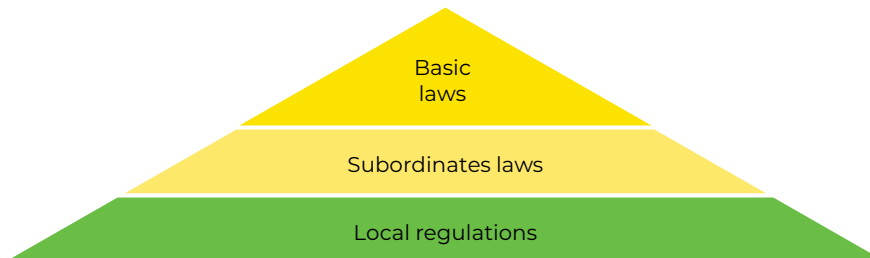 Basic
laws
Subordinates laws
Local regulations